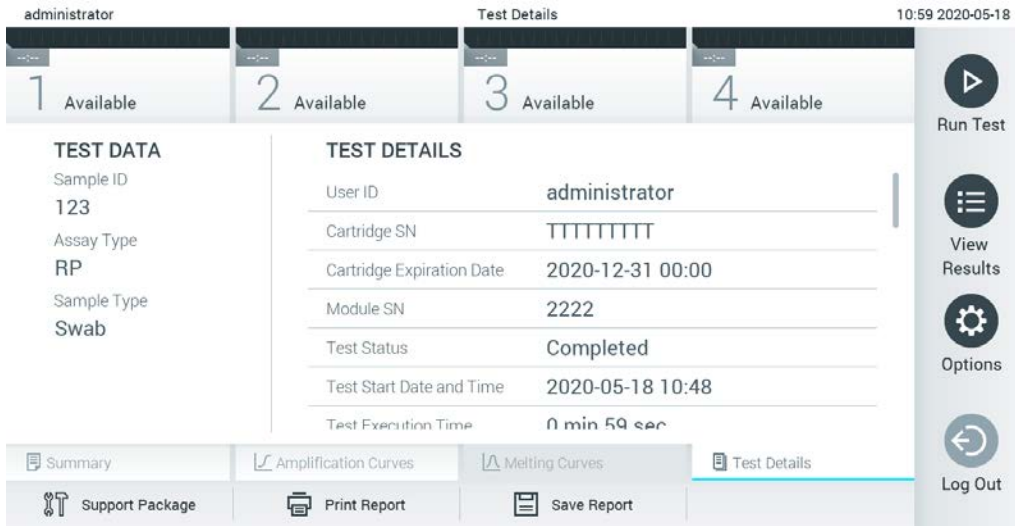 administrator
Test Details
10:59 2020-05-18
--:--
1 Available
--:--
2 Available
--:--
3 Available
--:--
4 Available
Run Test
View
Results
Options
Log Out
TEST DATA
Sample ID
123
Assay Type
RP
Sample Type
Swab
TEST DETAILS
User ID administrator
Cartridge SN TTTTTTTTT
Cartridge Expiration Date 2020-12-31 00:00
Module SN 2222
Test Status Completed
Test Start Date and Time 2020-05-18 10:48
Test Execution Time 0 min 59 sec
Summary
Amplification Curves
Melting Curves
Test Details
Support Package
Print Report
Save Report